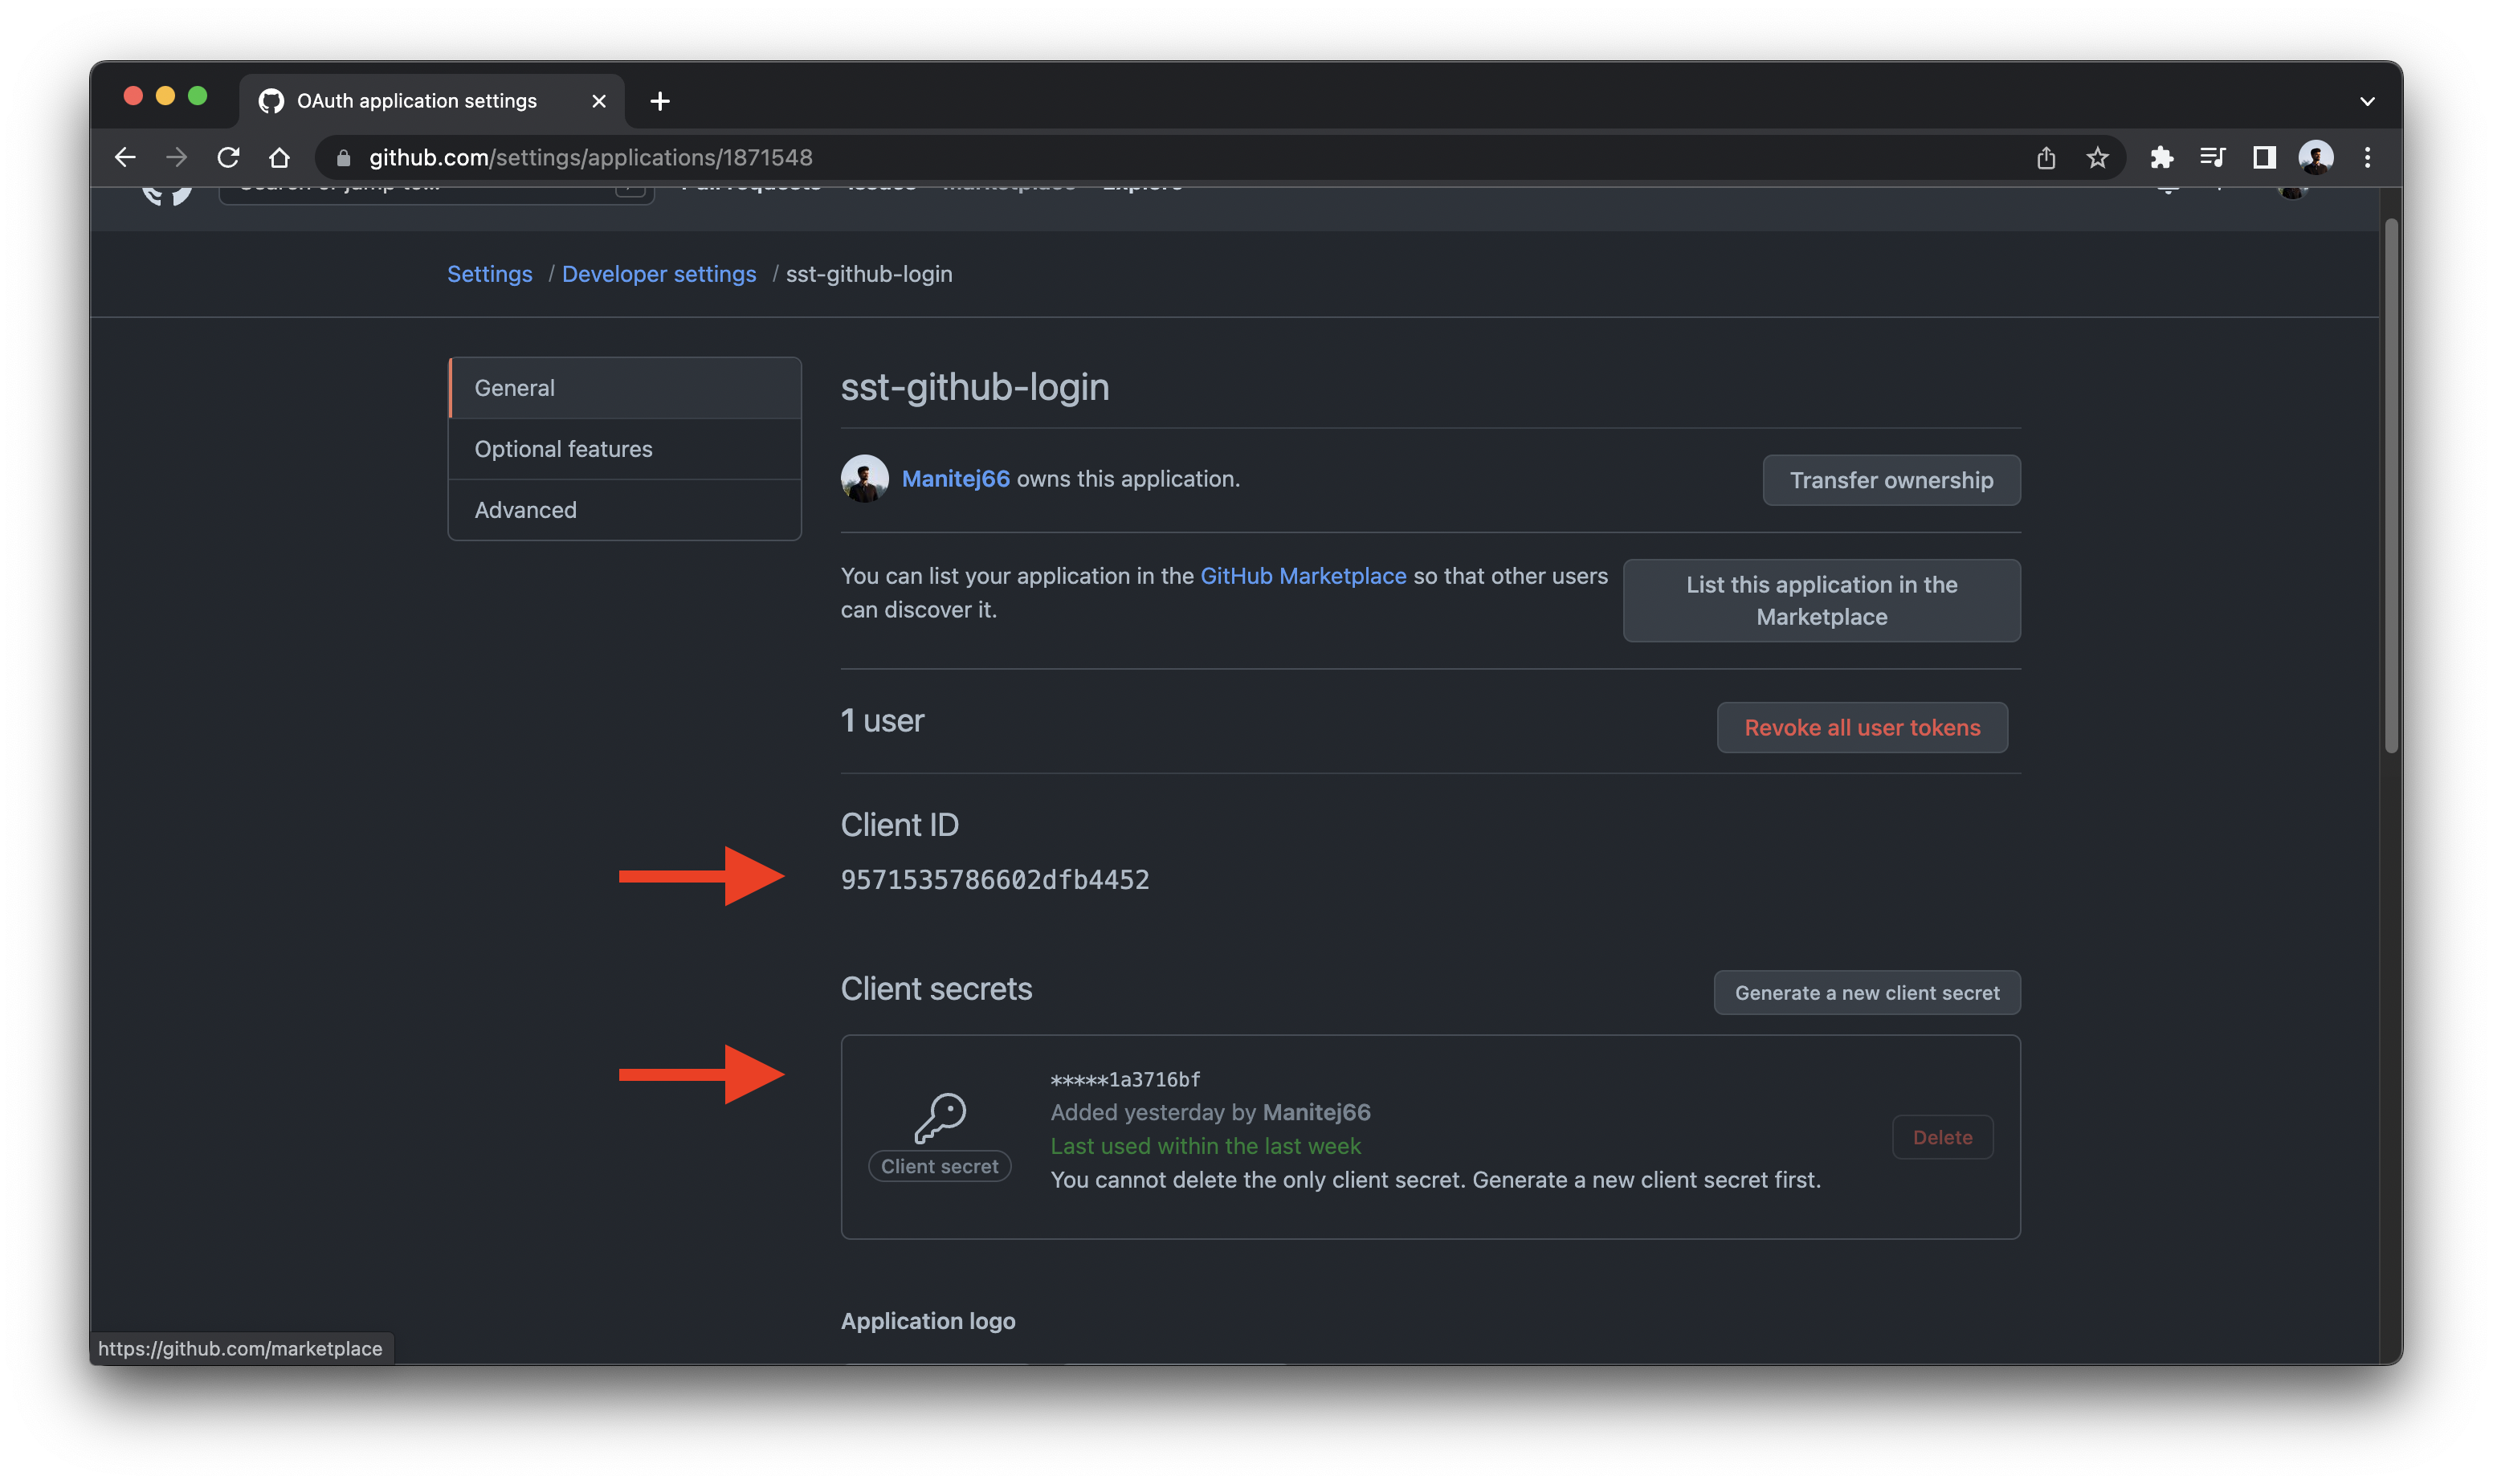 OAuth application settings
github.com/settings/applications/1871548
Settings / Developer settings / sst-github-login
General
Optional features
Advanced
sst-github-login
Manitej66 owns this application.
Transfer ownership
You can list your application in the GitHub Marketplace so that other users
can discover it.
List this application in the
Marketplace
1 user
Revoke all user tokens
Client ID
9571535786602dfb4452
Client secrets
Generate a new client secret
*****1a3716bf
Added yesterday by Manitej66
Last used within the last week
You cannot delete the only client secret. Generate a new client secret first.
Client secret
Delete
Application logo
https://github.com/marketplace